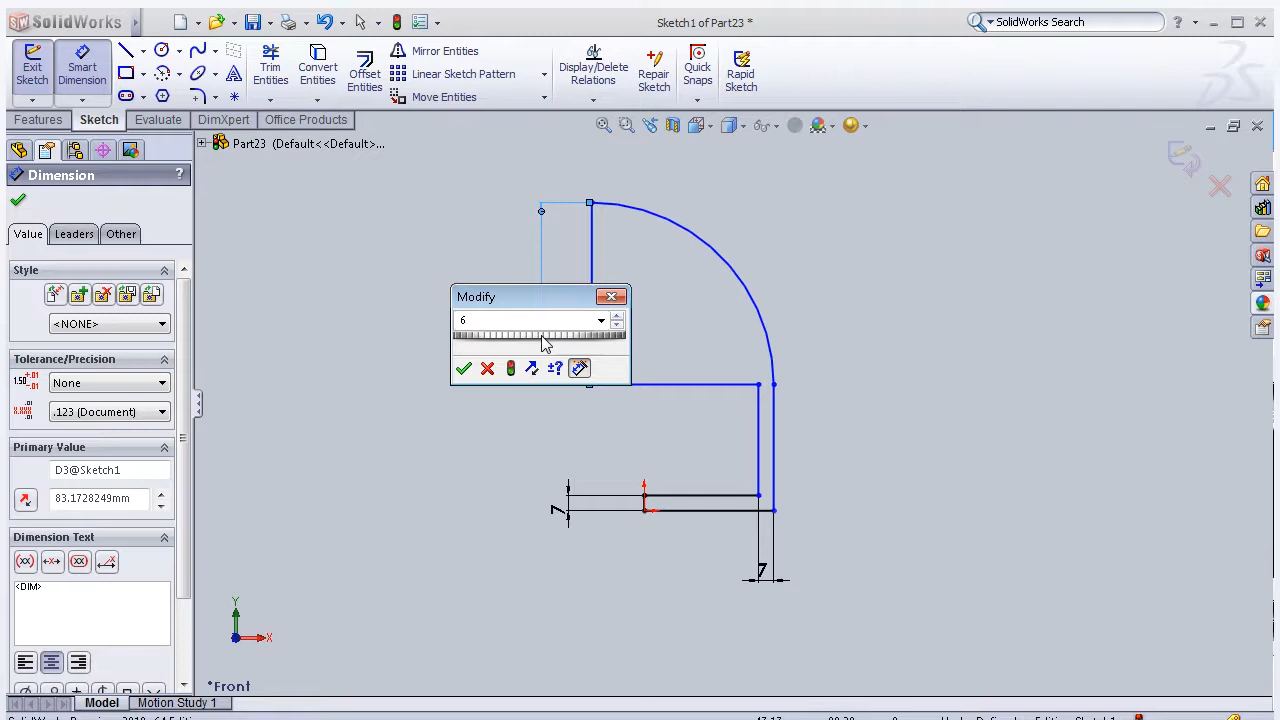 SolidWorks
Sketch1 of Part23 *
SolidWorks Search
Exit Sketch
Smart Dimension
Trim Entities
Convert Entities
Offset Entities
Mirror Entities
Linear Sketch Pattern
Move Entities
Display/Delete Relations
Repair Sketch
Quick Snaps
Rapid Sketch
Features
Sketch
Evaluate
DimXpert
Office Products
Part23 (Default<<Default>...
Dimension
?
Value
Leaders
Other
Style
<NONE>
Tolerance/Precision
None
.123 (Document)
Primary Value
D3@Sketch1
83.1728249mm
Dimension Text
<DIM>
Modify
6
7
7
Y
X
*Front
Model
Motion Study 1